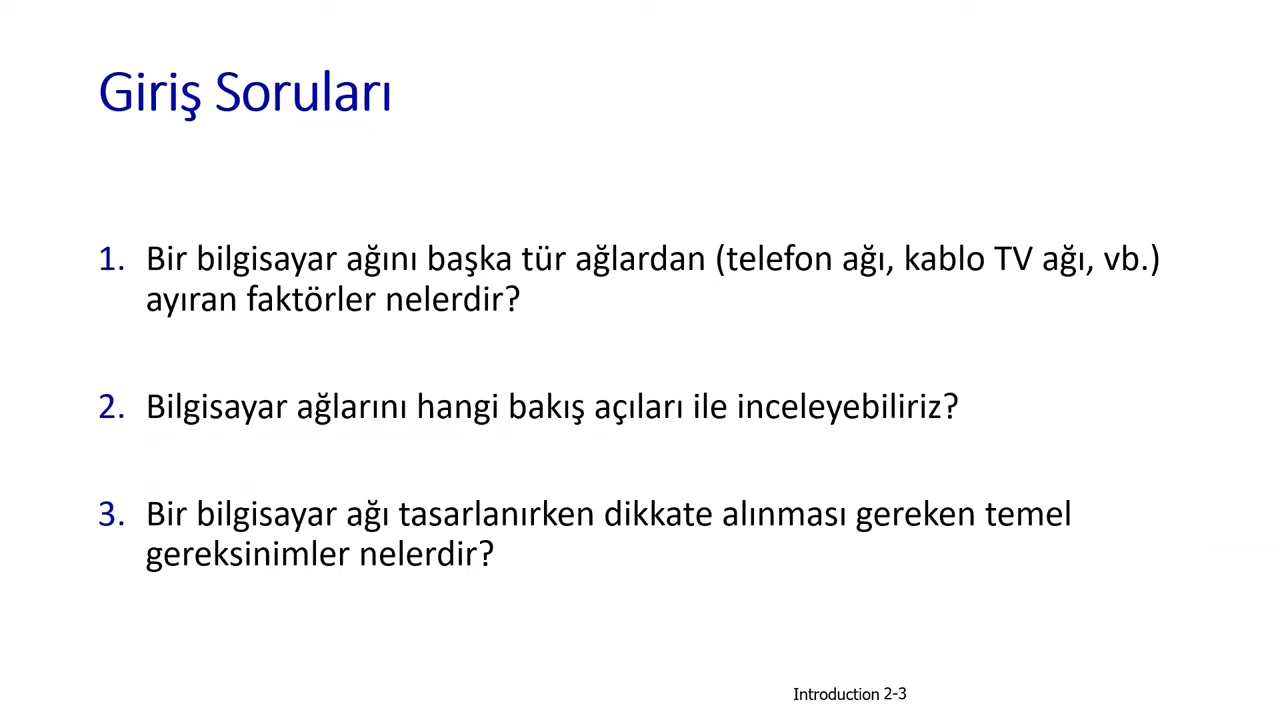 Giriş Soruları
1. Bir bilgisayar ağını başka tür ağlardan (telefon ağı, kablo TV ağı, vb.)
ayıran faktörler nelerdir?
2. Bilgisayar ağlarını hangi bakış açıları ile inceleyebiliriz?
3. Bir bilgisayar ağı tasarlanırken dikkate alınması gereken temel
gereksinimler nelerdir?
Introduction 2-3